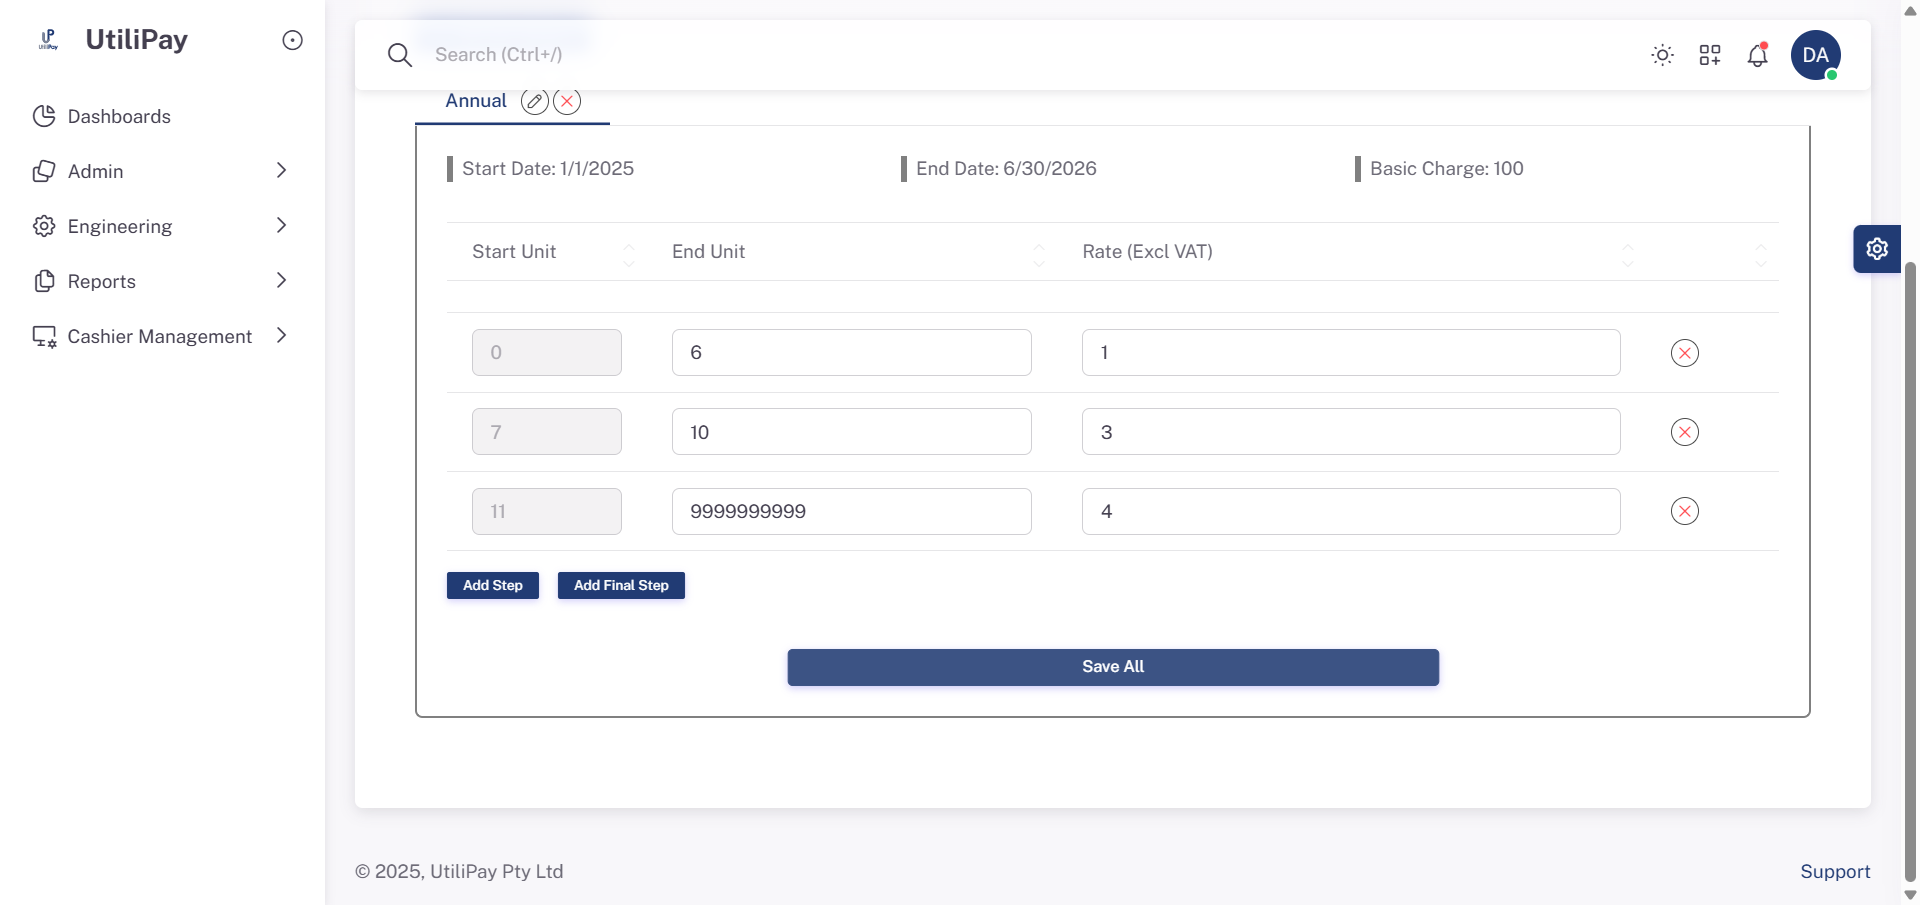 UP
UtiliPay
UtiliPay
Search (Ctrl+/)
DA
Dashboards
Admin
Engineering
Reports
Cashier Management
Annual
Start Date: 1/1/2025
End Date: 6/30/2026
Basic Charge: 100
Start Unit
End Unit
Rate (Excl VAT)
0
6
1
7
10
3
11
9999999999
4
Add Step
Add Final Step
Save All
© 2025, UtiliPay Pty Ltd
Support